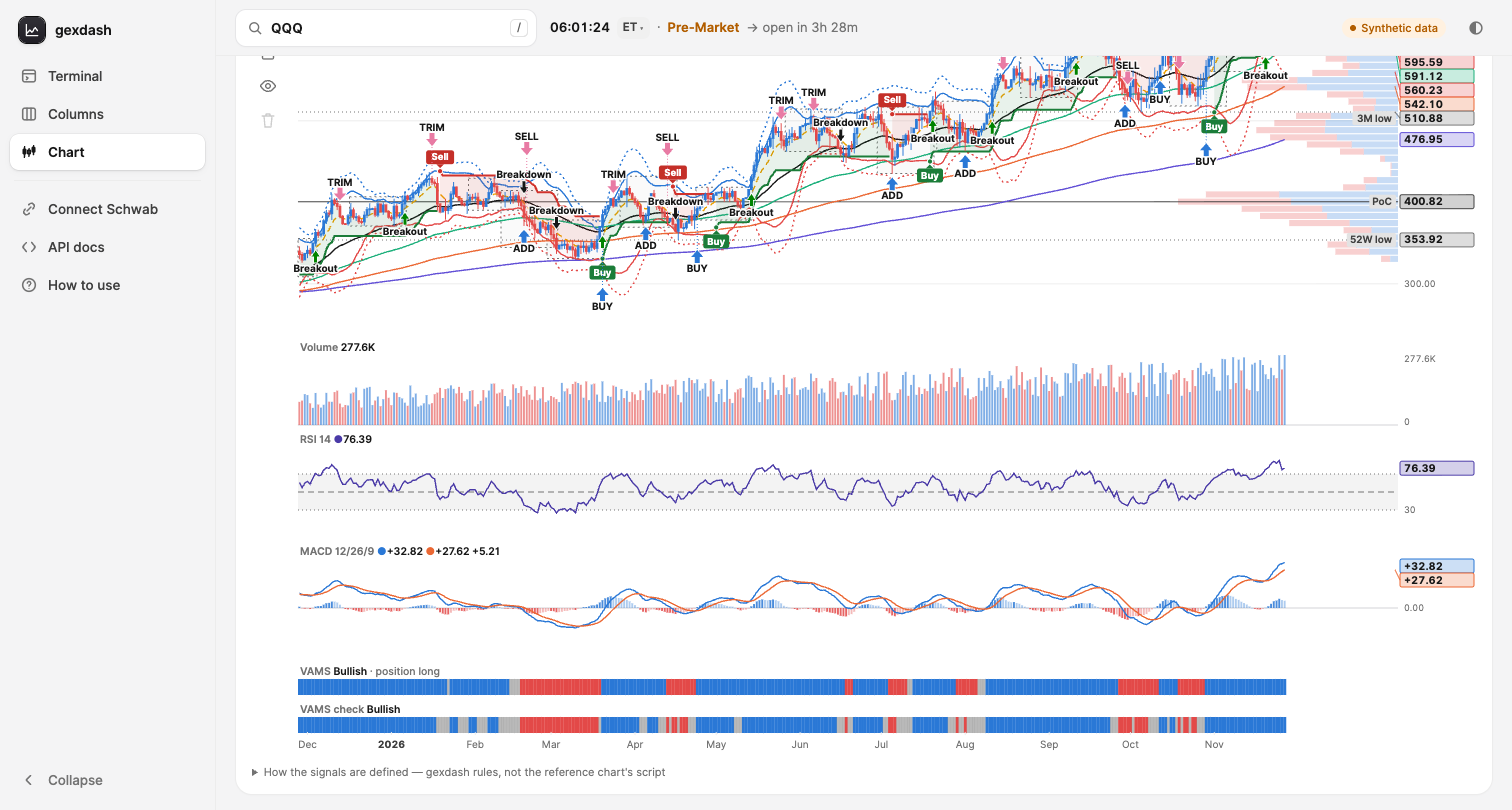 gexdash
QQQ
/
06:01:24 ET · Pre-Market → open in 3h 28m
Synthetic data
Terminal
Columns
Chart
Connect Schwab
API docs
How to use
Collapse
595.59
591.12
560.23
542.10
3M low 510.88
476.95
PoC 400.82
52W low 353.92
300.00
Breakout
TRIM
Breakout
TRIM
Sell
SELL
Breakdown
Breakdown
ADD
Buy
BUY
TRIM
ADD
SELL
Sell
Breakdown
BUY
Buy
Breakout
TRIM
TRIM
Breakdown
Sell
ADD
Breakout
Buy
ADD
Breakout
Breakout
SELL
ADD
BUY
BUY
Buy
Breakout
Volume 277.6K
277.6K
0
RSI 14 76.39
76.39
30
MACD 12/26/9 +32.82 +27.62 +5.21
+32.82
+27.62
0.00
VAMS Bullish · position long
VAMS check Bullish
Dec 2026 Feb Mar Apr May Jun Jul Aug Sep Oct Nov
How the signals are defined — gexdash rules, not the reference chart's script